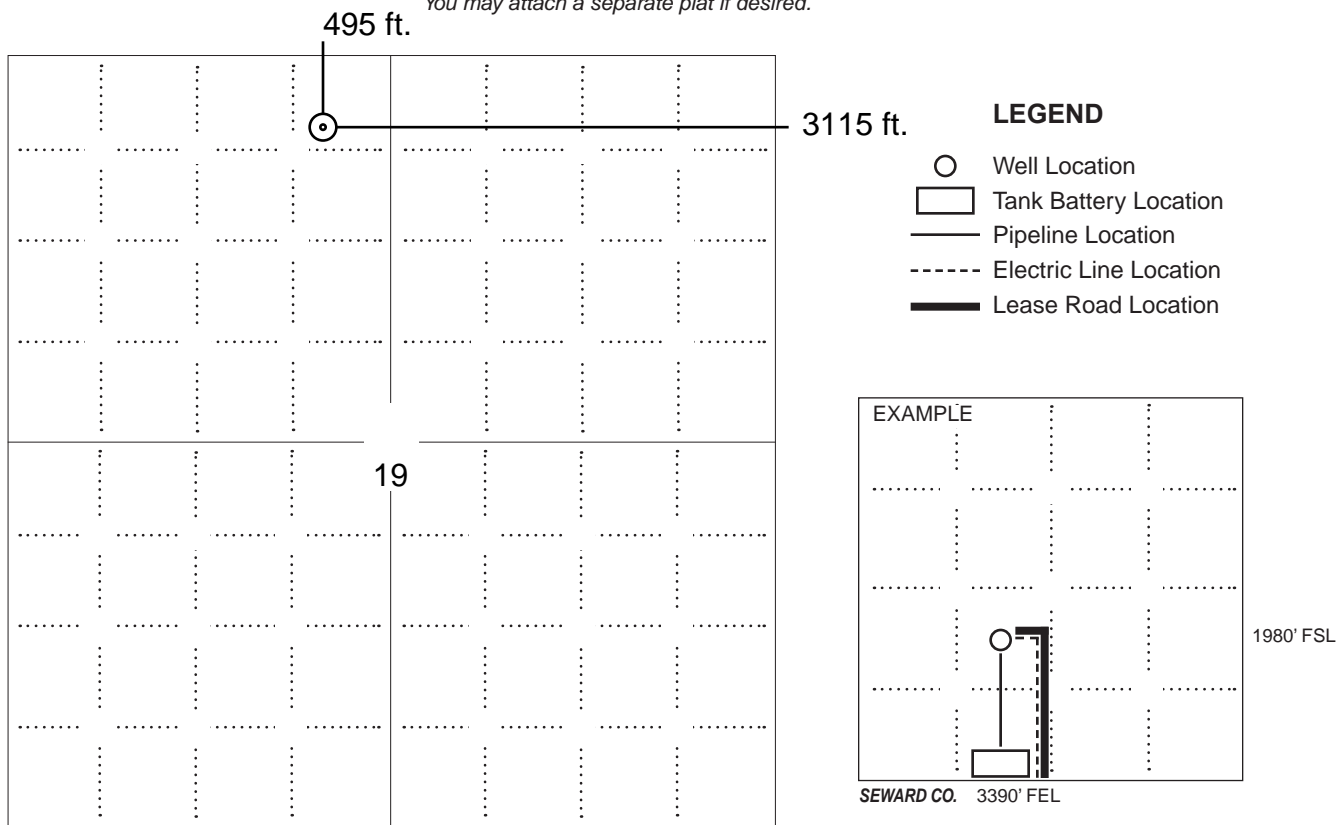 You may attach a separate plat if desired.
495 ft.
3115 ft.
LEGEND
Well Location
Tank Battery Location
Pipeline Location
Electric Line Location
Lease Road Location
EXAMPLE
19
1980' FSL
SEWARD CO. 3390' FEL